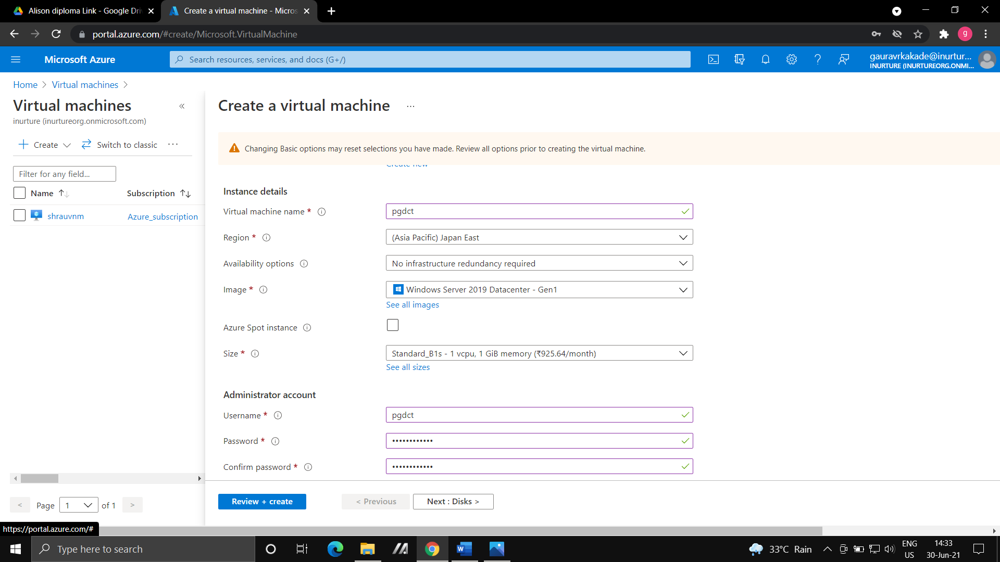 Alison diploma Link - Google Dri
Create a virtual machine - Micros
portal.azure.com/#create/Microsoft.VirtualMachine
g
Microsoft Azure
Search resources, services, and docs (G+/)
gauravrkakade@inurtur...
INURTURE (INURTUREORG.ONMI...
Home > Virtual machines >
Virtual machines
«
inurture (inurtureorg.onmicrosoft.com)
Create
Switch to classic
...
Filter for any field...
Name
Subscription
shrauvnm
Azure_subscription
< Page 1 of 1 >
https://portal.azure.com/#
Create a virtual machine ...
Changing Basic options may reset selections you have made. Review all options prior to creating the virtual machine.
Create new
Instance details
Virtual machine name * pgdct
Region * (Asia Pacific) Japan East
Availability options No infrastructure redundancy required
Image * Windows Server 2019 Datacenter - Gen1
See all images
Azure Spot instance
Size * Standard_B1s - 1 vcpu, 1 GiB memory (₹925.64/month)
See all sizes
Administrator account
Username * pgdct
Password * ••••••••••••
Confirm password * ••••••••••••
Review + create
< Previous
Next : Disks >
Type here to search
33°C Rain
ENG
US
14:33
30-Jun-21